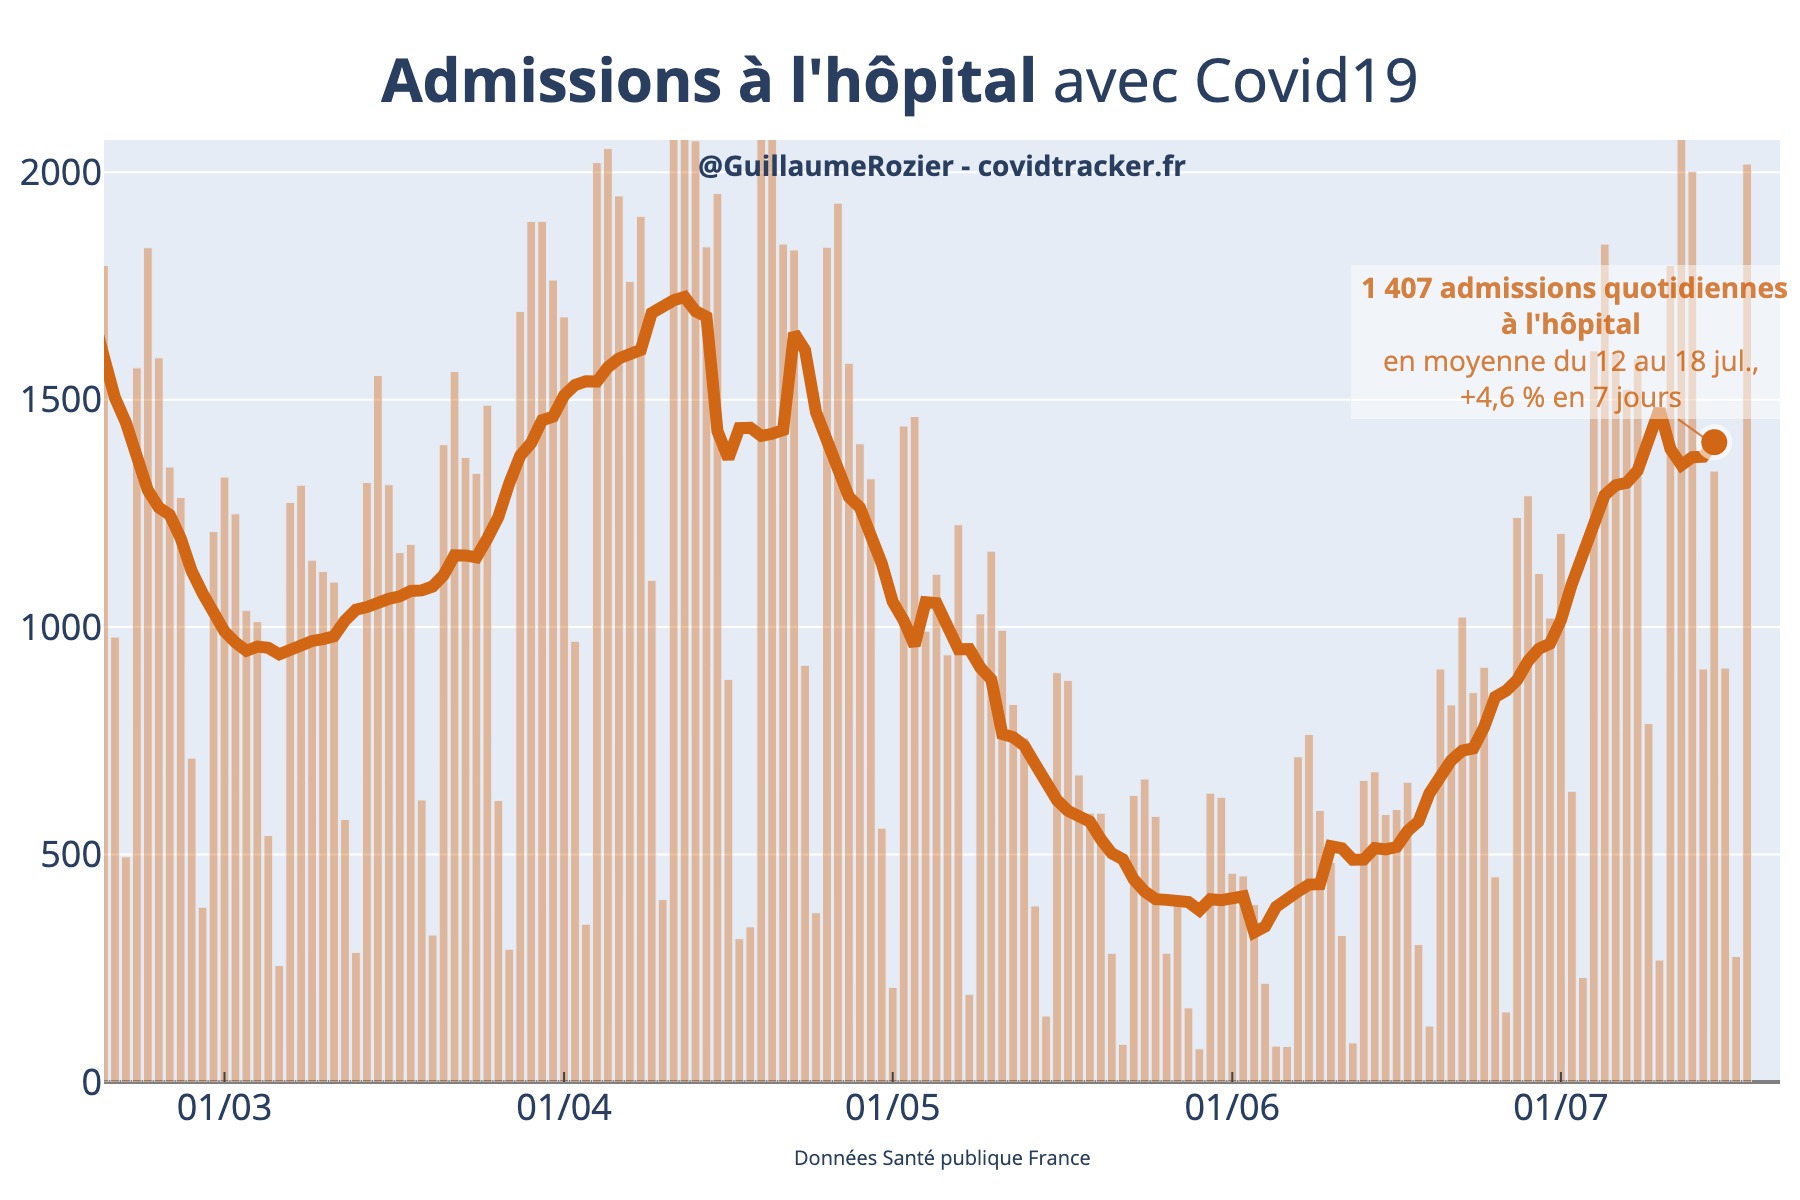 Admissions à l'hôpital avec Covid19
@GuillaumeRozier - covidtracker.fr
2000
1 407 admissions quotidiennes
à l'hôpital
en moyenne du 12 au 18 jul.,
+4,6 % en 7 jours
1500
1000
500
0
01/03 01/04 01/05 01/06 01/07
Données Santé publique France